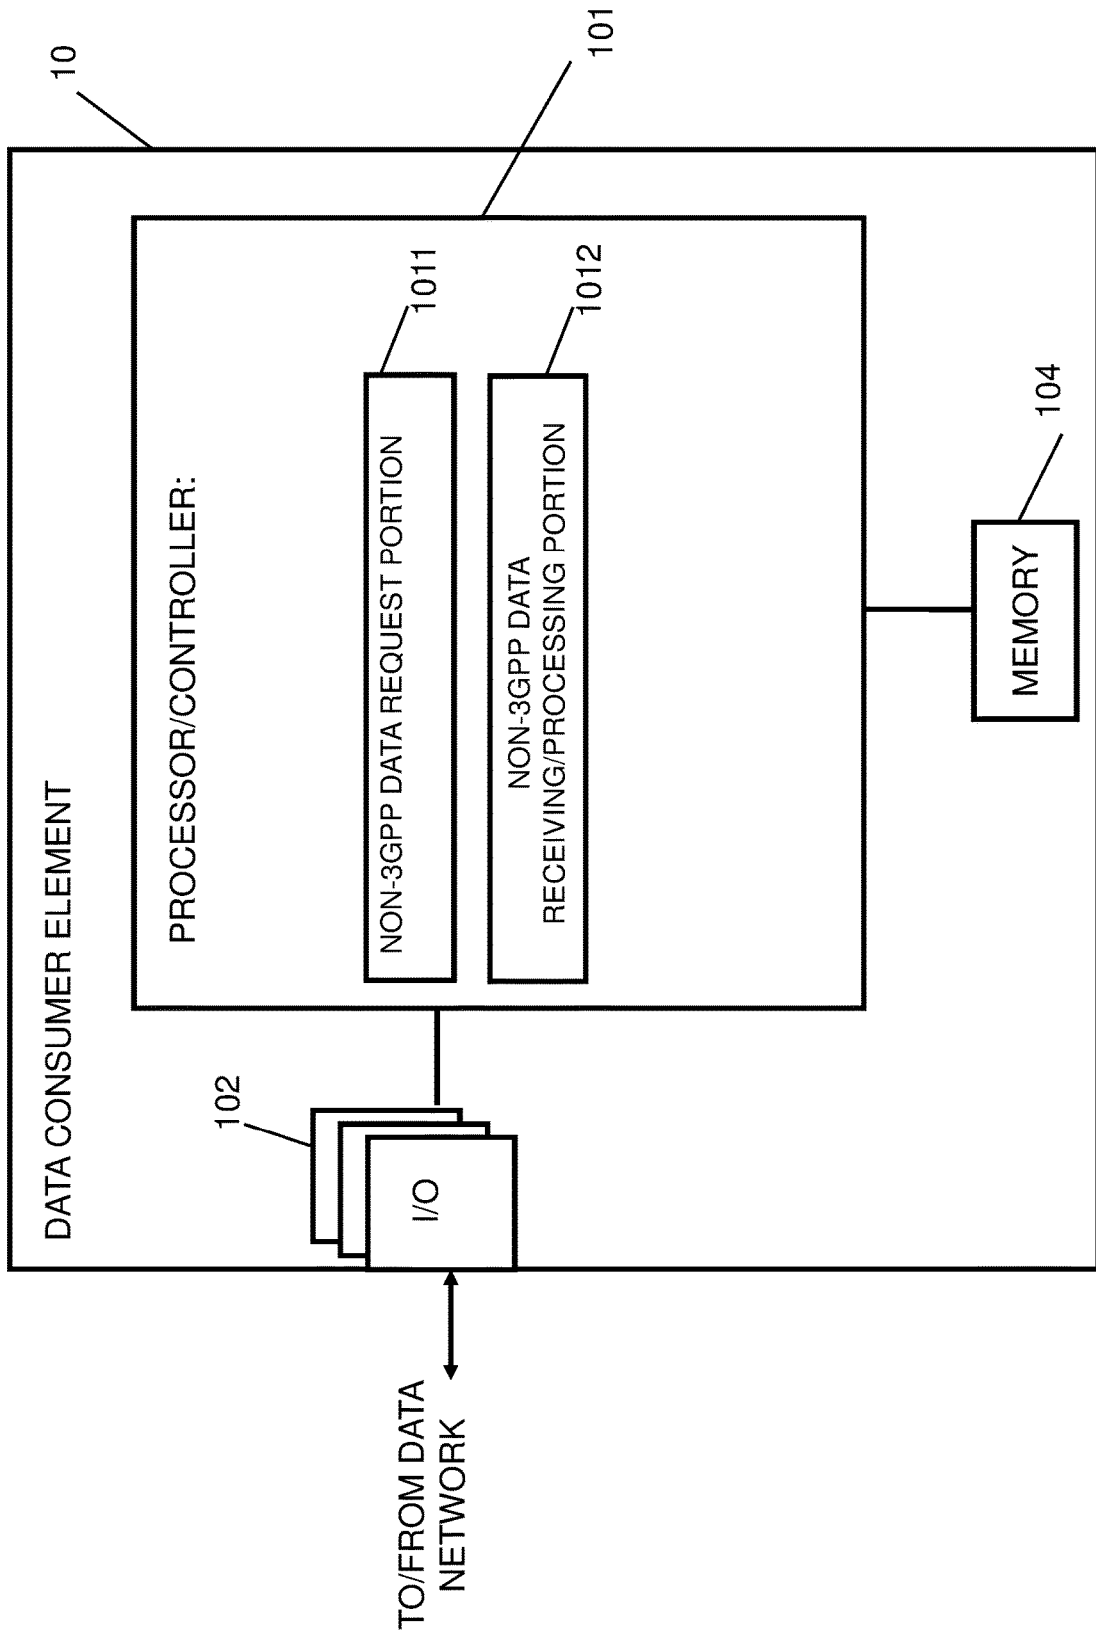 DATA CONSUMER ELEMENT
10
PROCESSOR/CONTROLLER:
101
NON-3GPP DATA REQUEST PORTION
1011
NON-3GPP DATA
RECEIVING/PROCESSING PORTION
1012
102
I/O
TO/FROM DATA
NETWORK
MEMORY
104